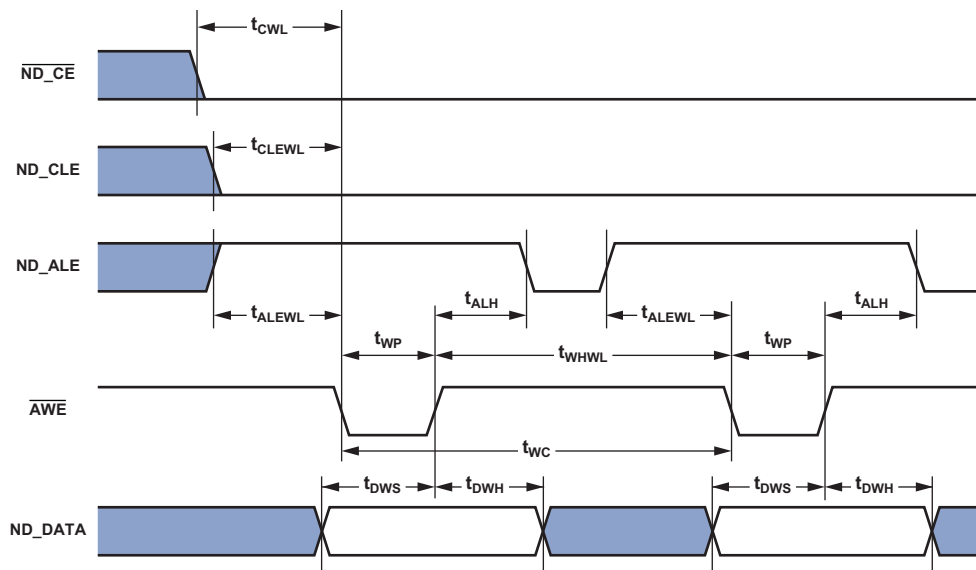 tCWL
ND_CE
tCLEWL
ND_CLE
ND_ALE
tALH
tALH
tALEWL
tALEWL
tWP
tWP
tWHWL
AWE
tWC
tDWS
tDWH
tDWS
tDWH
ND_DATA